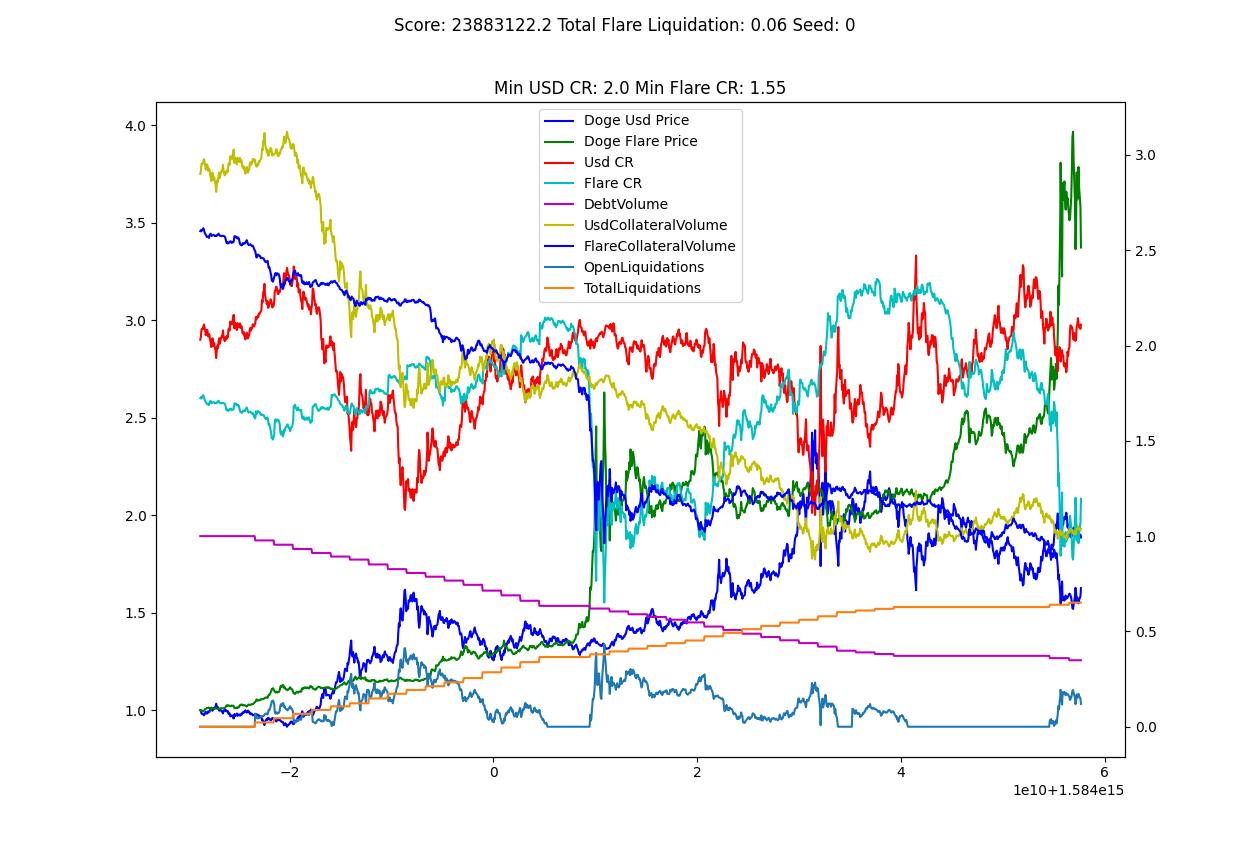 Score: 23883122.2 Total Flare Liquidation: 0.06 Seed: 0
Min USD CR: 2.0 Min Flare CR: 1.55
Doge Usd Price
Doge Flare Price
Usd CR
Flare CR
DebtVolume
UsdCollateralVolume
FlareCollateralVolume
OpenLiquidations
TotalLiquidations
4.0
3.5
3.0
2.5
2.0
1.5
1.0
3.0
2.5
2.0
1.5
1.0
0.5
0.0
−2 0 2 4 6
1e10+1.584e15